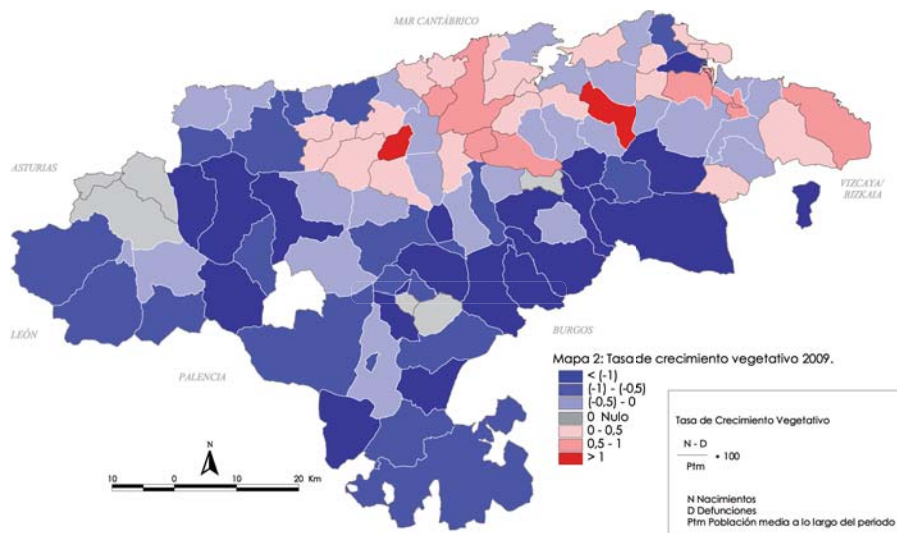 MAR CANTÁBRICO
ASTURIAS
VIZCAYA/
BIZKAIA
LEÓN
PALENCIA
BURGOS
Mapa 2: Tasa de crecimiento vegetativo 2009.
< (-1)
(-1) - (-0,5)
(-0,5) - 0
0 Nulo
0 - 0,5
0,5 - 1
> 1
Tasa de Crecimiento Vegetativo
N - D
Ptm
* 100
N Nacimientos
D Defunciones
Ptm Población media a lo largo del periodo
N
10 0 10 20 Km